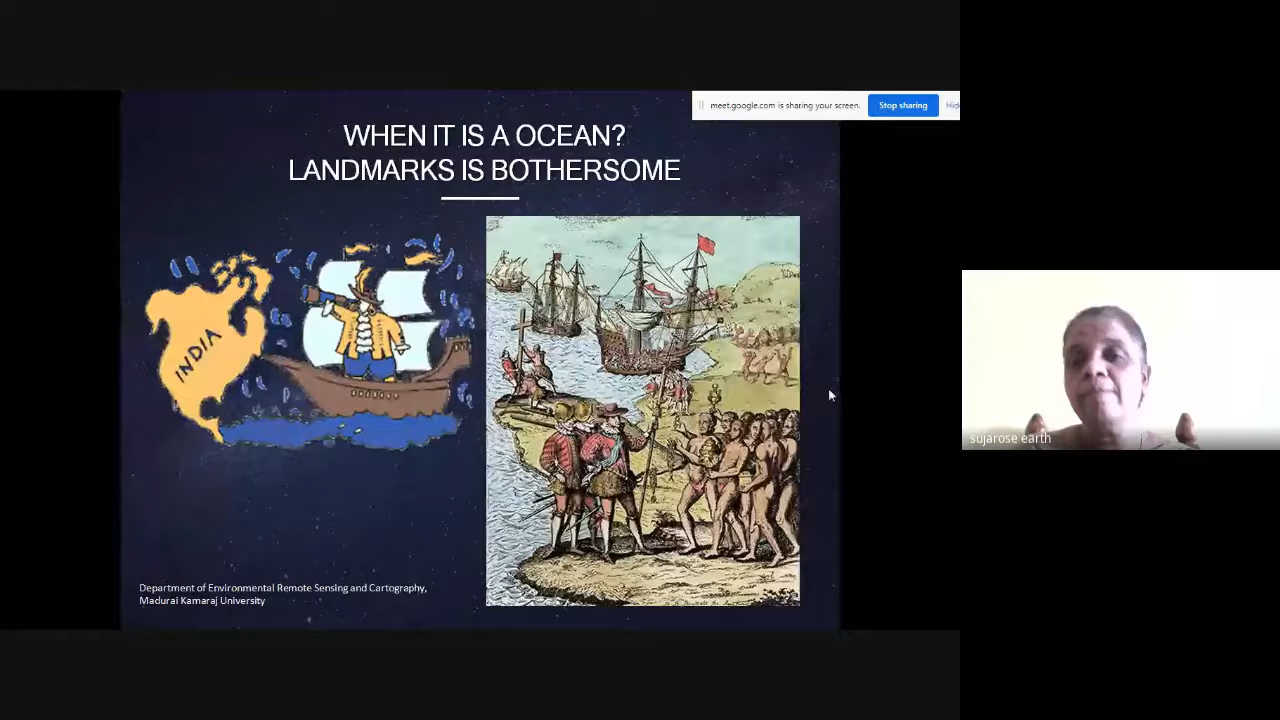 meet.google.com is sharing your screen.
Stop sharing
WHEN IT IS A OCEAN?
LANDMARKS IS BOTHERSOME
INDIA
sujarose earth
Department of Environmental Remote Sensing and Cartography,
Madurai Kamaraj University